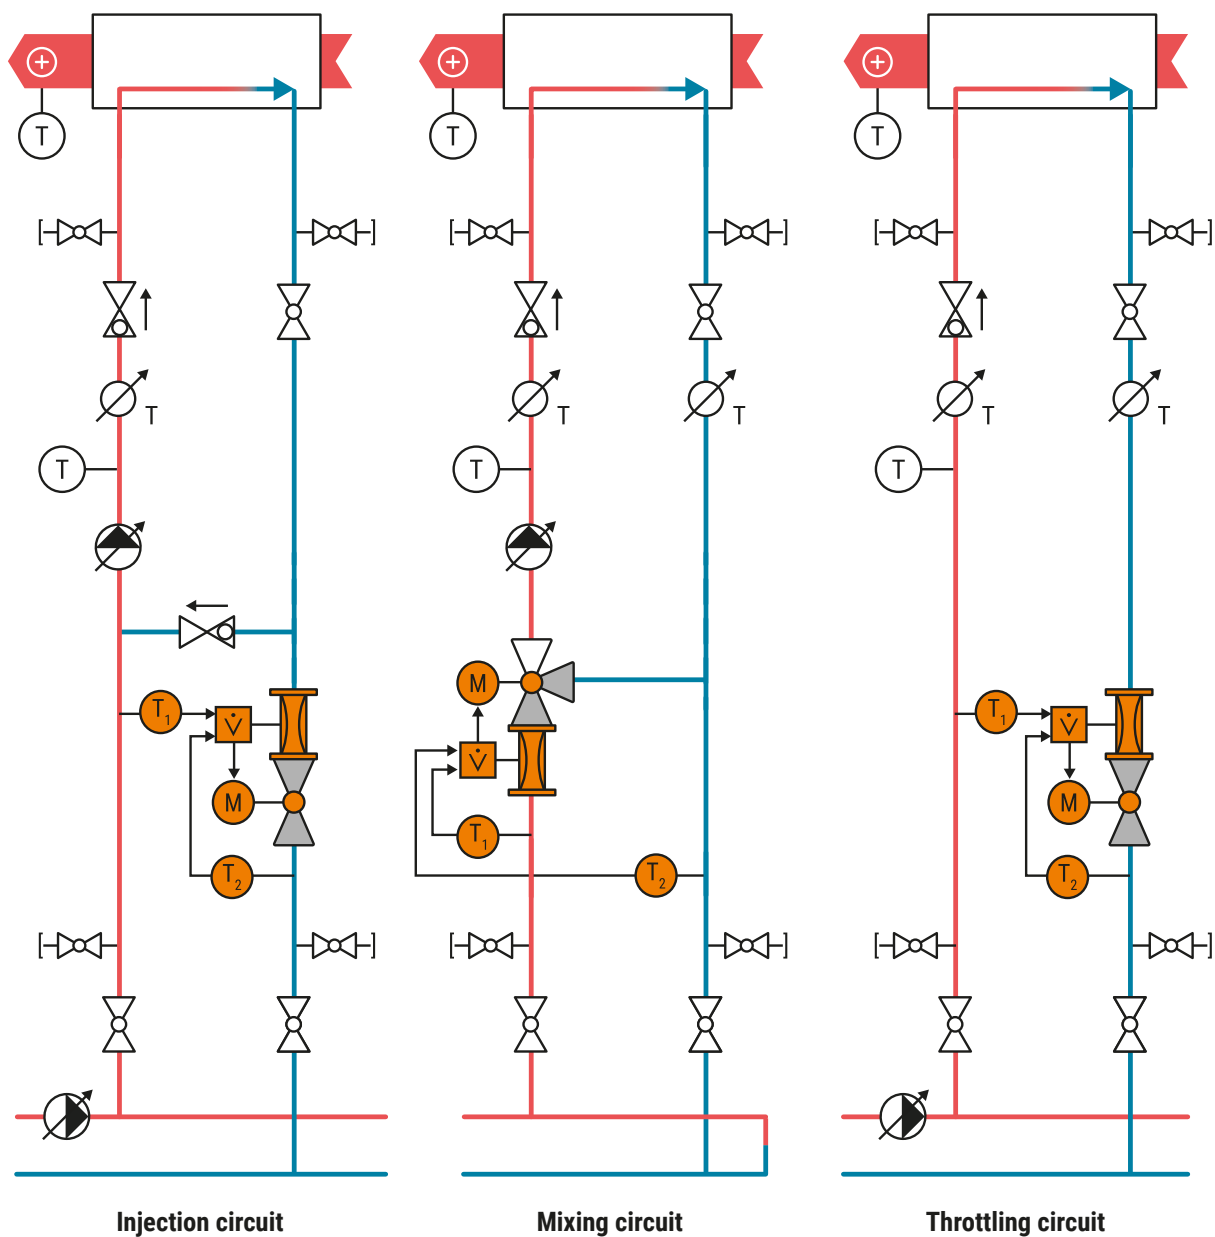 T T T
T T T T T
T T T
T₁ V̇ T₁ V̇
M
V̇
M M
T₁
T₂ T₂ T₂
Injection circuit Mixing circuit Throttling circuit